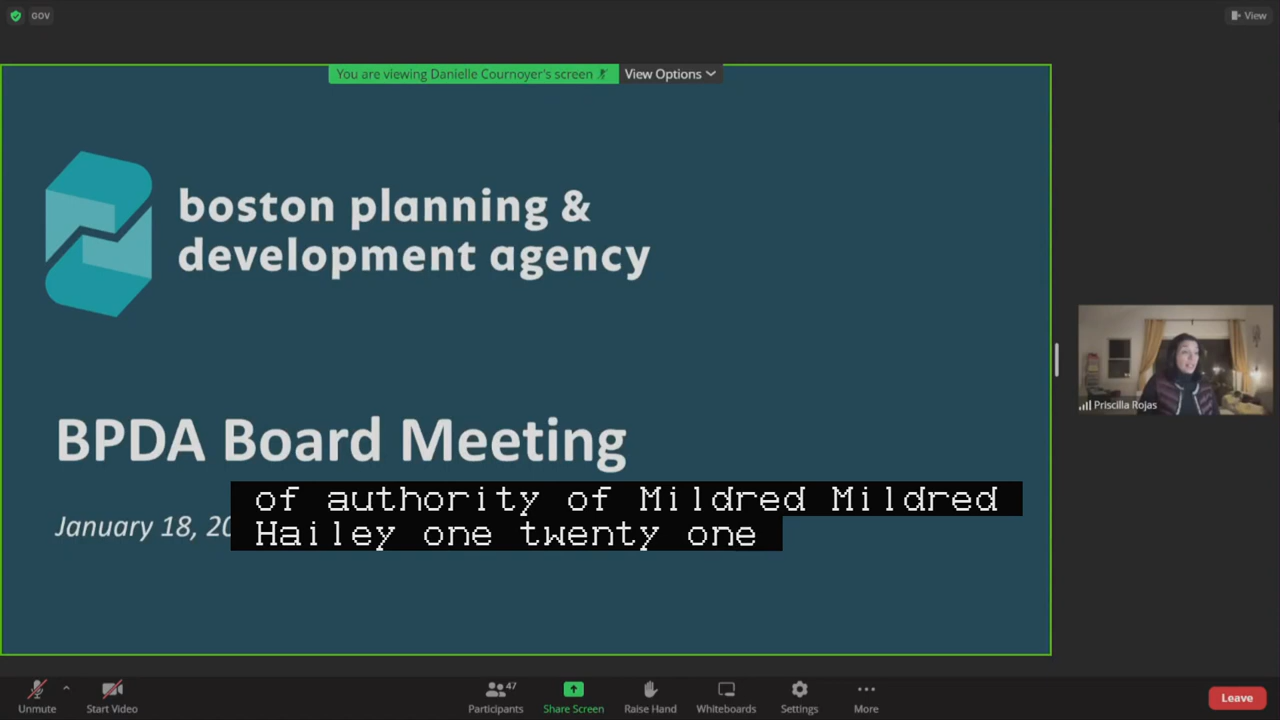 GOV
View
You are viewing Danielle Cournoyer's screen
View Options
boston planning &
development agency
BPDA Board Meeting
January 18, 20
of authority of Mildred Mildred
Hailey one twenty one
Priscilla Rojas
Unmute
Start Video
47
Participants
Share Screen
Raise Hand
Whiteboards
Settings
More
Leave